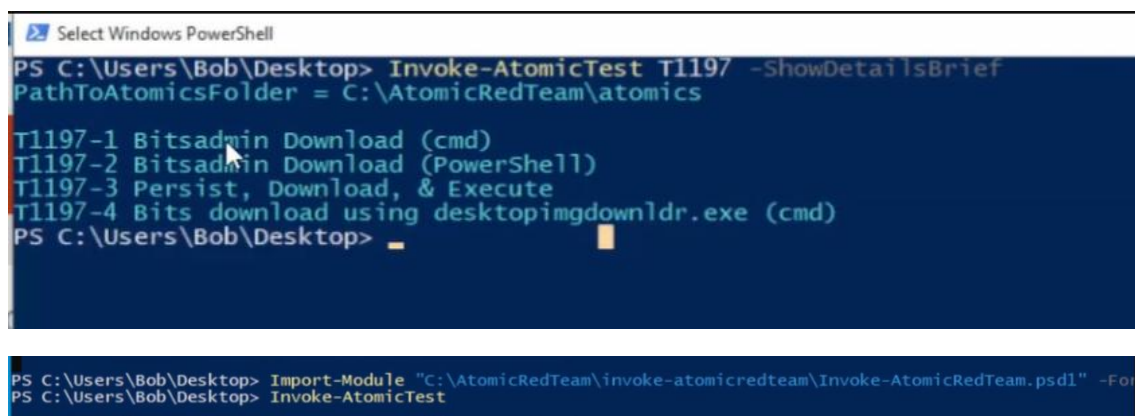 Select Windows PowerShell
PS C:\Users\Bob\Desktop> Invoke-AtomicTest T1197 -ShowDetailsBrief
PathToAtomicsFolder = C:\AtomicRedTeam\atomics
T1197-1 Bitsadmin Download (cmd)
T1197-2 Bitsadmin Download (PowerShell)
T1197-3 Persist, Download, & Execute
T1197-4 Bits download using desktopimgdownldr.exe (cmd)
PS C:\Users\Bob\Desktop>
PS C:\Users\Bob\Desktop> Import-Module "C:\AtomicRedTeam\invoke-atomicredteam\Invoke-AtomicRedTeam.psd1" -For
PS C:\Users\Bob\Desktop> Invoke-AtomicTest